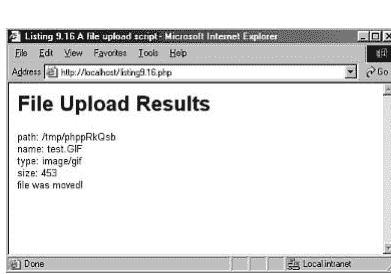 Listing 9.16 A file upload script - Microsoft Internet Explorer
File Edit View Favorites Tools Help
Address http://localhost/listing9.16.php Go
File Upload Results
path: /tmp/phppRkQsb
name: test.GIF
type: image/gif
size: 453
file was moved!
Done Local intranet